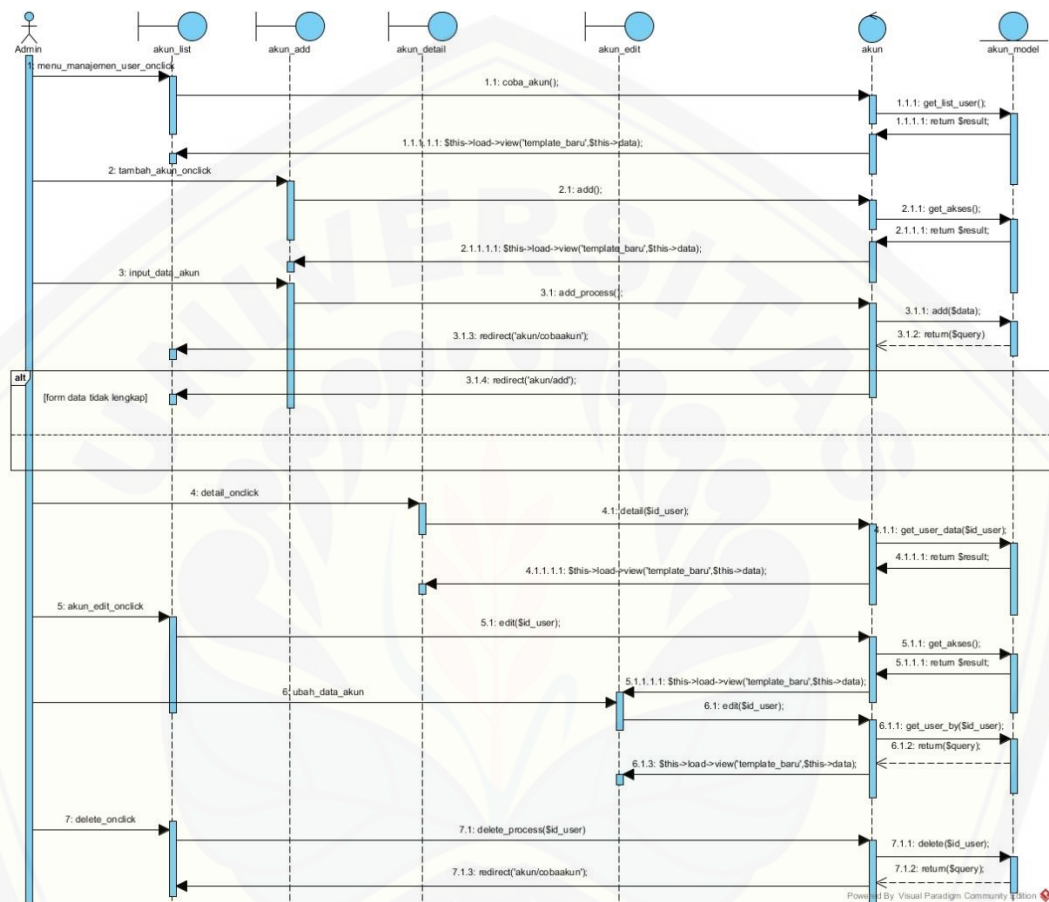 Admin
akun_list
akun_add
akun_detail
akun_edit
akun
akun_model
1: menu_manajemen_user_onclick
1.1: coba_akun();
1.1.1: get_list_user();
1.1.1.1: return $result;
1.1.1.1.1: $this->load->view('template_baru',$this->data);
2: tambah_akun_onclick
2.1: add();
2.1.1: get_akses();
2.1.1.1: return $result;
2.1.1.1.1: $this->load->view('template_baru',$this->data);
3: input_data_akun
3.1: add_process();
3.1.1: add($data);
3.1.2: return($query)
3.1.3: redirect('akun/cobaakun');
alt
3.1.4: redirect('akun/add');
[form data tidak lengkap]
4: detail_onclick
4.1: detail($id_user);
4.1.1: get_user_data($id_user);
4.1.1.1: return $result;
4.1.1.1.1: $this->load->view('template_baru',$this->data);
5: akun_edit_onclick
5.1: edit($id_user);
5.1.1: get_akses();
5.1.1.1: return $result;
5.1.1.1.1: $this->load->view('template_baru',$this->data);
6: ubah_data_akun
6.1: edit($id_user);
6.1.1: get_user_by($id_user);
6.1.2: return($query);
6.1.3: $this->load->view('template_baru',$this->data);
7: delete_onclick
7.1: delete_process($id_user)
7.1.1: delete($id_user);
7.1.2: return($query);
7.1.3: redirect('akun/cobaakun');
Powered By Visual Paradigm Community Edition
UNIVERSITAS